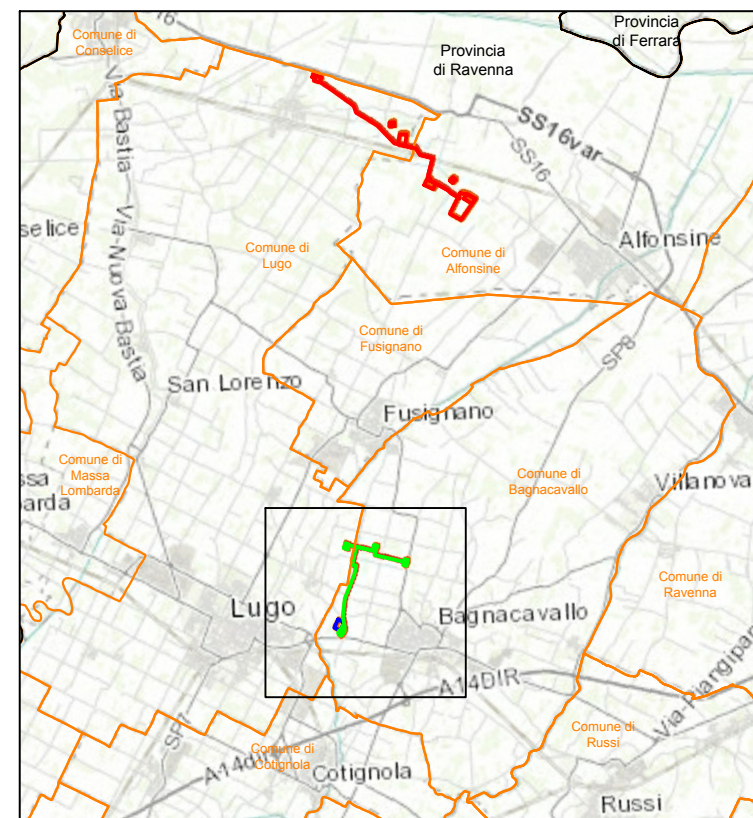 Comune di
Conselice
16
Provincia
di Ferrara
Provincia
di Ravenna
Via-Bastia
SS16var
SS16
Via-Nuova-Bastia
selice
Comune di
Lugo
Comune di
Alfonsine
Alfonsine
Comune di
Fusignano
SP8
San Lorenzo
Fusignano
Comune di
Massa
Lombarda
ssa
barda
Comune di
Bagnacavallo
Villanova
Comune di
Ravenna
Lugo
Bagnacavallo
A14DIR
Via-Piangipan
SP7
Comune di
Cotignola
A14dir
Cotignola
Comune di
Russi
Russi